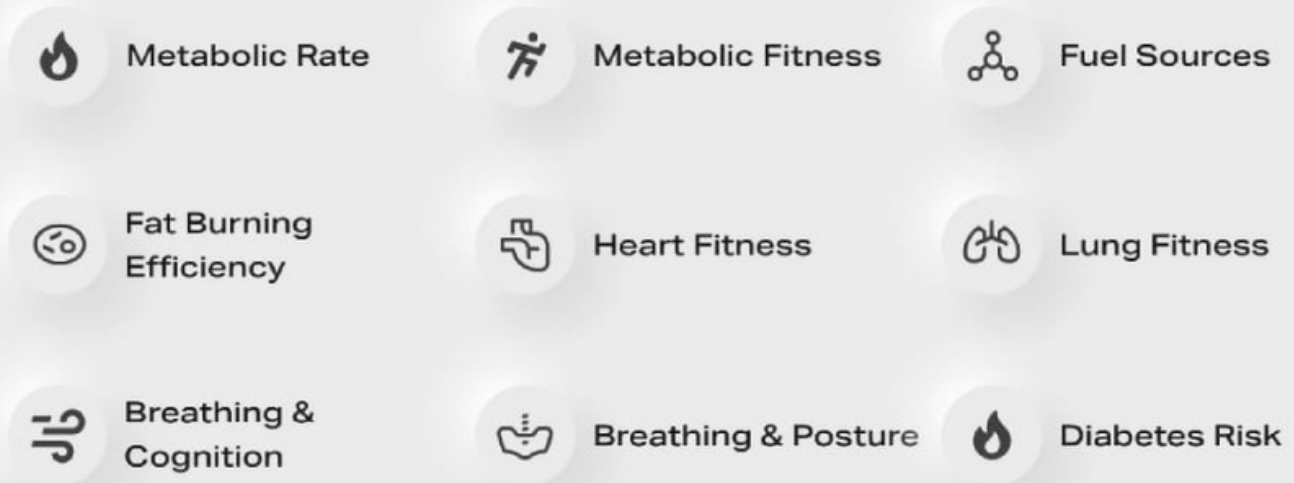 Metabolic Rate
Metabolic Fitness
Fuel Sources
Fat Burning
Efficiency
Heart Fitness
Lung Fitness
Breathing &
Cognition
Breathing & Posture
Diabetes Risk